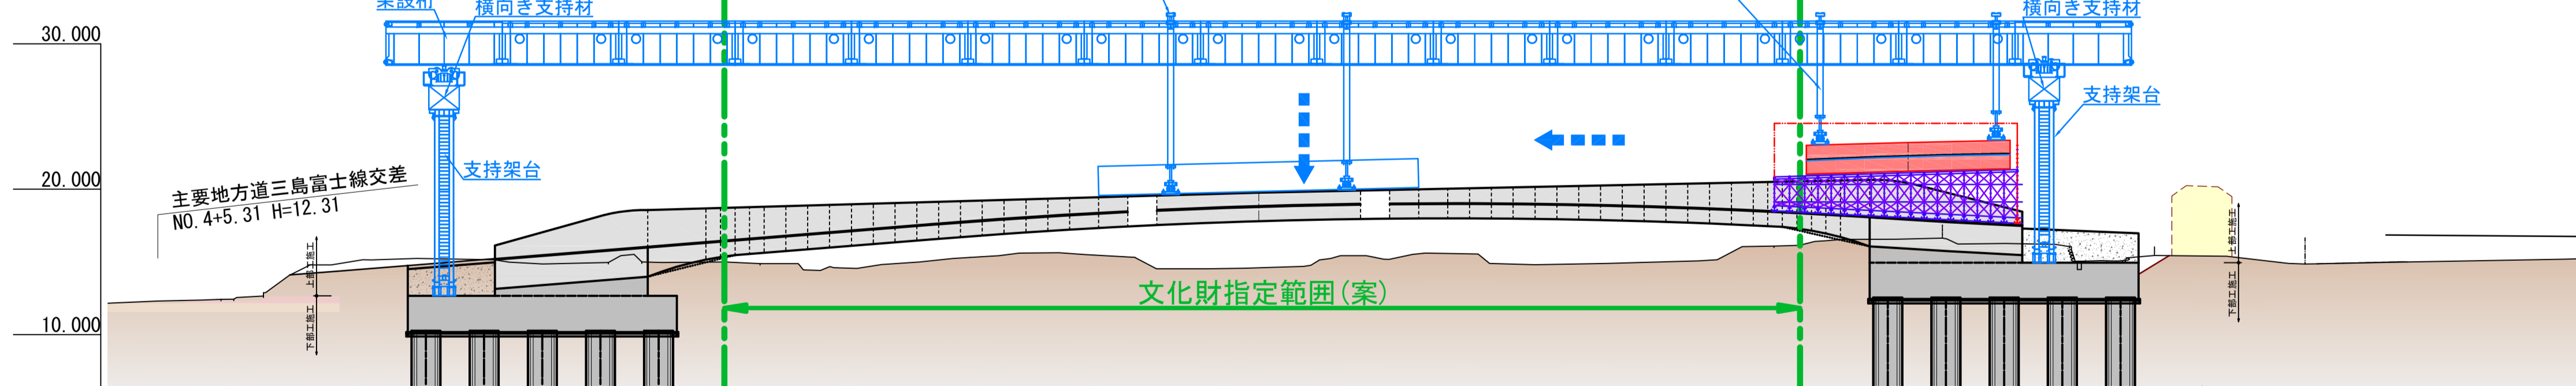 架設桁
横向き支持材
横向き支持材
30.000
支持架台
支持架台
20.000
主要地方道三島富士線交差
NO.4+5.31 H=12.31
上部工施工
下部工施工
上部工施工
下部工施工
文化財指定範囲(案)
10.000